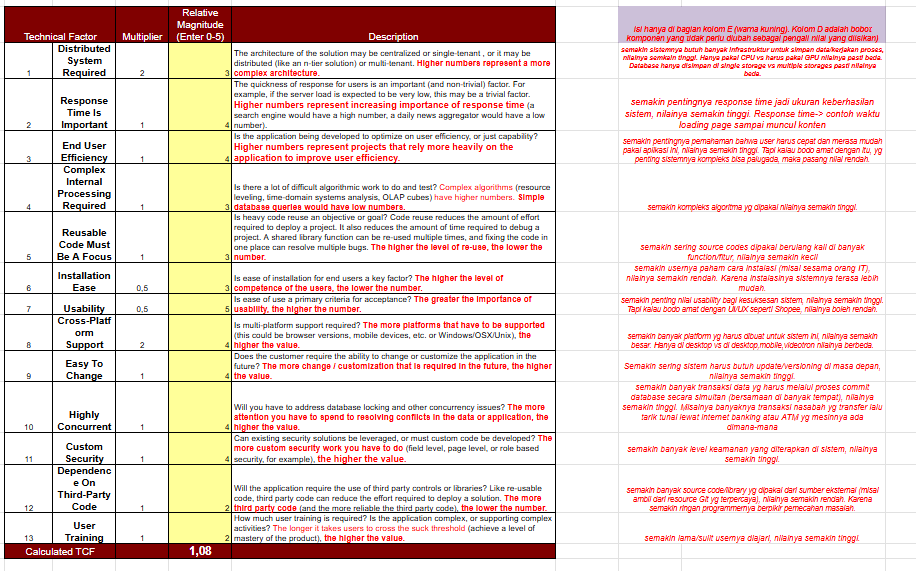 Technical Factor Multiplier Relative Magnitude (Enter 0-5) Description
Isi hanya di bagian kolom E (warna kuning). Kolom D adalah bobot
komponen yang tidak perlu diubah sebagai pengali nilai yang diisikan)
1 Distributed System Required 2 3
The architecture of the solution may be centralized or single-tenant , or it may be
distributed (like an n-tier solution) or multi-tenant. Higher numbers represent a more
complex architecture.
semakin sistemnya butuh banyak infrastruktur untuk simpan data/kerjakan proses,
nilainya semkain tinggi. Hanya pakai CPU vs harus pakai GPU nilainya pasti beda.
Database hanya disimpen di single storage vs multiple storages pasti nilainya
beda.
2 Response Time Is Important 1 4
The quickness of response for users is an important (and non-trivial) factor. For
example, if the server load is expected to be very low, this may be a trivial factor.
Higher numbers represent increasing importance of response time (a
search engine would have a high number, a daily news aggregator would have a low
number).
semakin pentingnya response time jadi ukuran keberhasilan
sistem, nilainya semakin tinggi. Response time-> contoh waktu
loading page sampai muncul konten
3 End User Efficiency 1 4
Is the application being developed to optimize on user efficiency, or just capability?
Higher numbers represent projects that rely more heavily on the
application to improve user efficiency.
semakin pentingnya pemahaman bahwa user harus cepat dan merasa mudah
pakai aplikasi ini, nilainya semakin tinggi. Tapi kalau bodo amat dengan itu, yg
penting sistemnya kompleks bisa palugada, maka pasng nilai rendah.
4 Complex Internal Processing Required 1 3
Is there a lot of difficult algorithmic work to do and test? Complex algorithms (resource
leveling, time-domain systems analysis, OLAP cubes) have higher numbers. Simple
database queries would have low numbers.
semakin kompleks algoritma yg dipakai nilainya semakin tinggi.
5 Reusable Code Must Be A Focus 1 3
Is heavy code reuse an objective or goal? Code reuse reduces the amount of effort
required to deploy a project. It also reduces the amount of time required to debug a
project. A shared library function can be re-used multiple times, and fixing the code in
one place can resolve multiple bugs. The higher the level of re-use, the lower the
number.
semakin sering source codes dipakai berulang kali di banyak
function/fitur, nilainya semakin kecil
6 Installation Ease 0,5 3
Is ease of installation for end users a key factor? The higher the level of
competence of the users, the lower the number.
semakin usernya paham cara instalasi (misal sesama orang IT),
nilainya semakin rendah. Karena instalasinya sistemnya terasa lebih
mudah.
7 Usability 0,5 5
Is ease of use a primary criteria for acceptance? The greater the importance of
usability, the higher the number.
semakin penting nilai usability bagi kesuksesan sistem, nilainya semakin tinggi.
Tapi kalau bodo amat dengan UI/UX seperti Shopee, nilainya boleh rendah.
8 Cross-Platform Support 2 4
Is multi-platform support required? The more platforms that have to be supported
(this could be browser versions, mobile devices, etc. or Windows/OSX/Unix), the
higher the value.
semakin banyak platform yg harus dibuat untuk sistem ini, nilainya semakin
besar. Hanya di desktop vs di desktop,mobile,videotron nilainya berbeda.
9 Easy To Change 1 4
Does the customer require the ability to change or customize the application in the
future? The more change / customization that is required in the future, the higher
the value.
Semakin sering sistem harus butuh update/versioning di masa depan,
nilainya semakin tinggi.
10 Highly Concurrent 1 4
Will you have to address database locking and other concurrency issues? The more
attention you have to spend to resolving conflicts in the data or application, the
higher the value.
semakin banyak transaksi data yg harus melalui proses commit
database secara simultan (bersamaan di banyak tempat), nilainya
semakin tinggi. Misalnya banyaknya transaksi nasabah yg transfer lalu
tarik tunai lewat internet banking atau ATM yg mesinnya ada
dimana-mana
11 Custom Security 1 4
Can existing security solutions be leveraged, or must custom code be developed? The
more custom security work you have to do (field level, page level, or role based
security, for example), the higher the value.
semakin banyak level keamanan yang diterapkan di sistem, nilainya
semakin tinggi.
12 Dependence On Third-Party Code 1 2
Will the application require the use of third party controls or libraries? Like re-usable
code, third party code can reduce the effort required to deploy a solution. The more
third party code (and the more reliable the third party code), the lower the number.
semakin banyak source code/library yg dipakai dari sumber eksternal (misal
ambil dari resource Git yg terpercaya), nilainya semakin rendah. Karena
semakin ringan programmernya berpikir pemecahan masalah.
13 User Training 1 2
How much user training is required? Is the application complex, or supporting complex
activities? The longer it takes users to cross the suck threshold (achieve a level of
mastery of the product), the higher the value.
semakin lama/sulit usernya diajari, nilainya semakin tinggi.
Calculated TCF 1,08